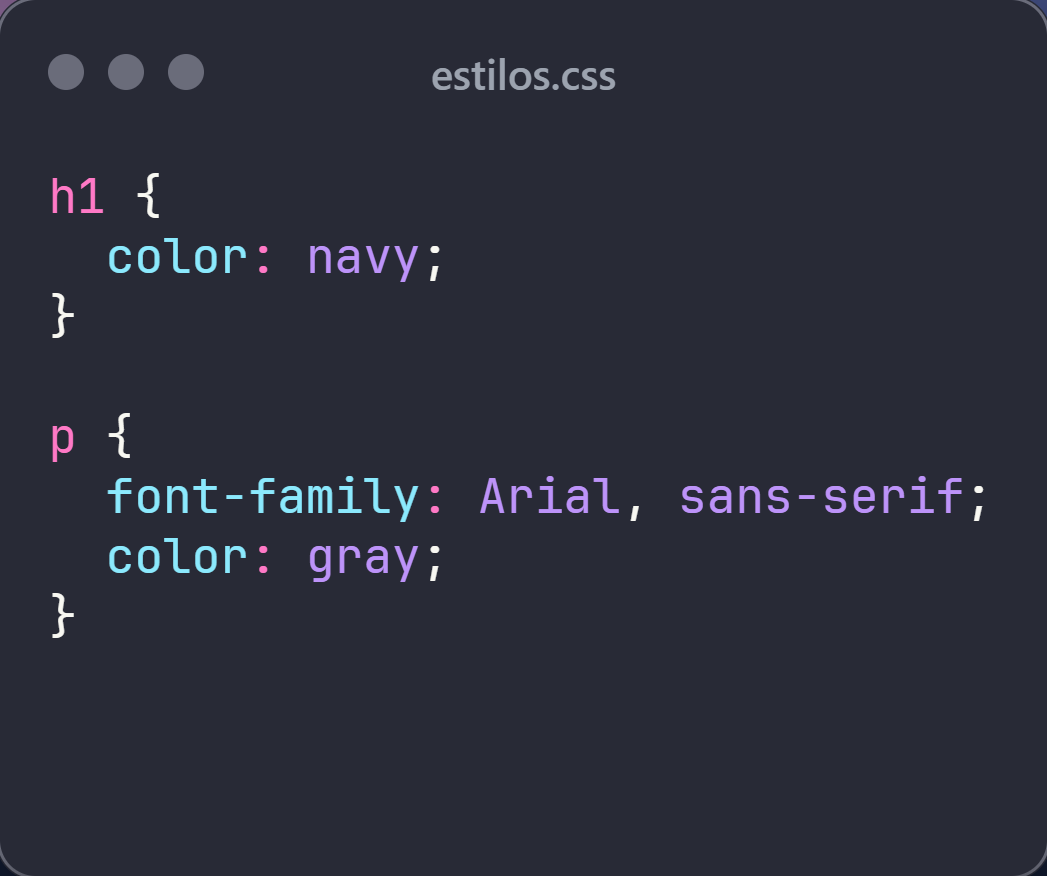 estilos.css
h1 {
  color: navy;
}
p {
  font-family: Arial, sans-serif;
  color: gray;
}